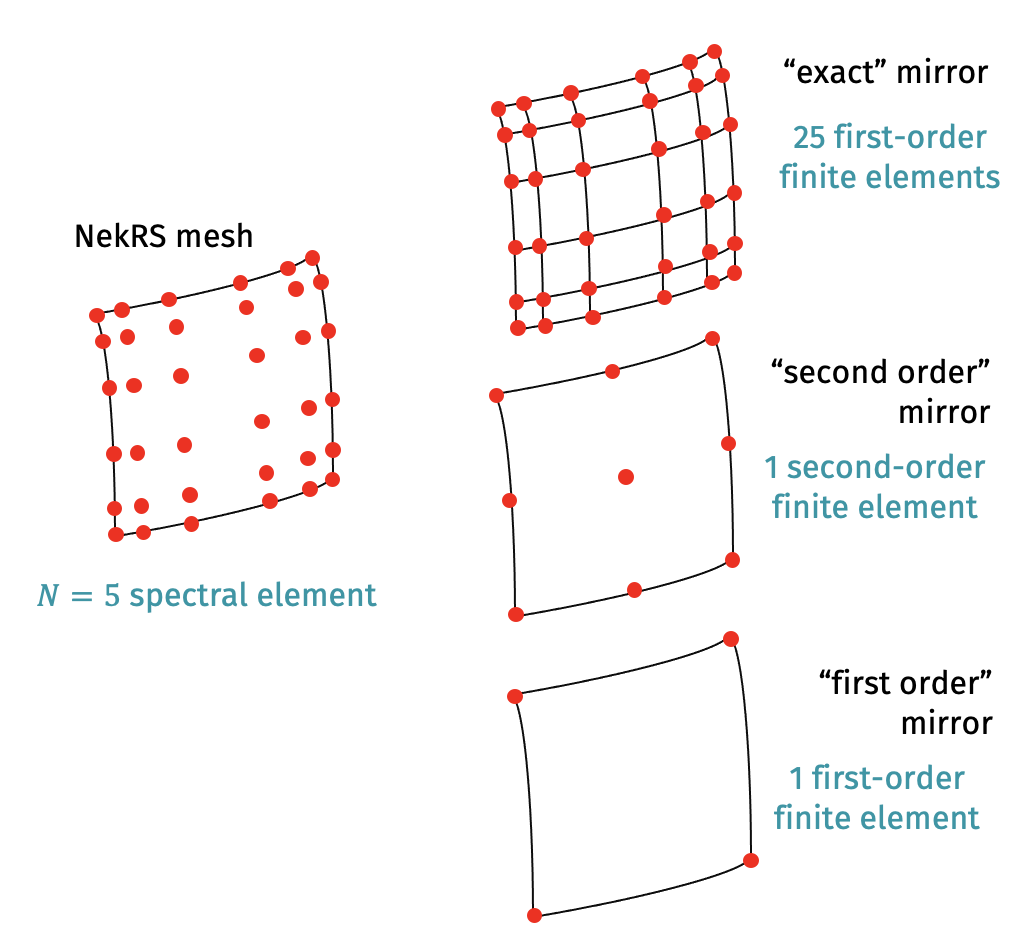 NekRS mesh
N = 5 spectral element
“exact” mirror
25 first-order
finite elements
“second order”
mirror
1 second-order
finite element
“first order”
mirror
1 first-order
finite element